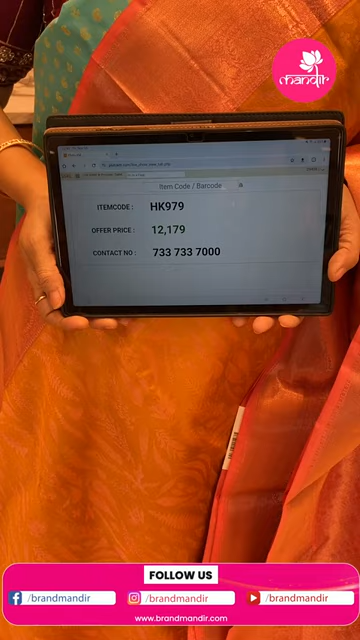 mandir
Item Code / Barcode
ITEMCODE : HK979
OFFER PRICE : 12,179
CONTACT NO : 733 733 7000
FOLLOW US
/brandmandir /brandmandir /brandmandir
www.brandmandir.com